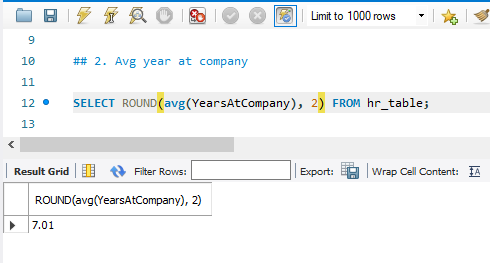 Limit to 1000 rows
9
10 ## 2. Avg year at company
11
12 SELECT ROUND(avg(YearsAtCompany), 2) FROM hr_table;
13
Result Grid Filter Rows: Export: Wrap Cell Content:
ROUND(avg(YearsAtCompany), 2)
7.01